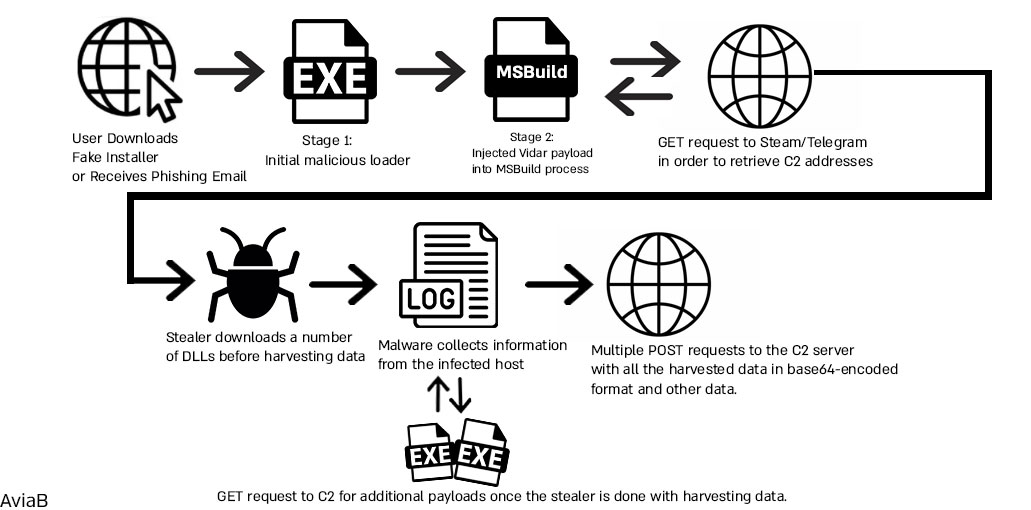 EXE
MSBuild
User Downloads
Fake Installer
or Receives Phishing Email
Stage 1:
Initial malicious loader
Stage 2:
Injected Vidar payload
into MSBuild process
GET request to Steam/Telegram
in order to retrieve C2 addresses
LOG
Stealer downloads a number
of DLLs before harvesting data
Malware collects information
from the infected host
Multiple POST requests to the C2 server
with all the harvested data in base64-encoded
format and other data.
EXE
EXE
GET request to C2 for additional payloads once the stealer is done with harvesting data.
AviaB